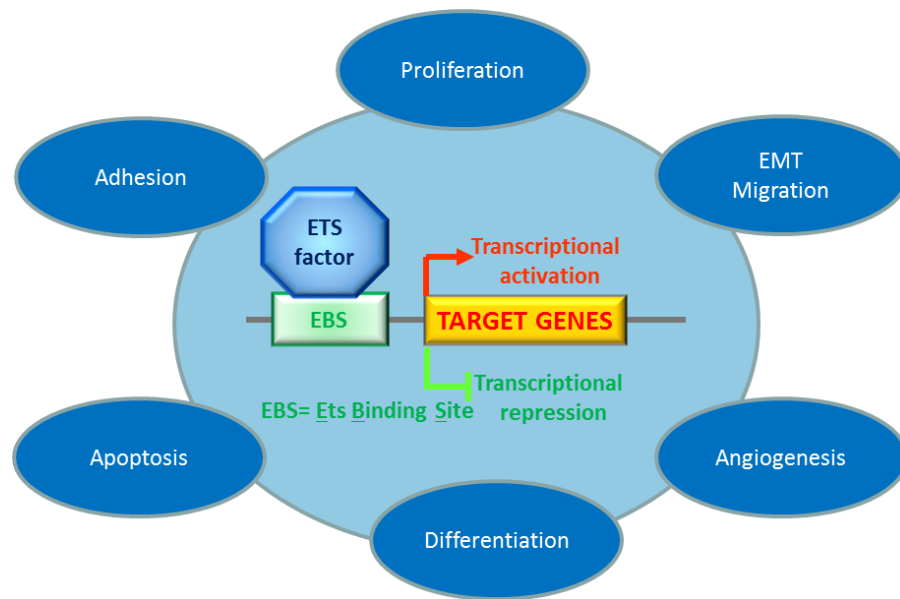 Proliferation
Adhesion
EMT
Migration
ETS
factor
Transcriptional
activation
EBS
TARGET GENES
Transcriptional
repression
EBS= Ets Binding Site
Apoptosis
Angiogenesis
Differentiation